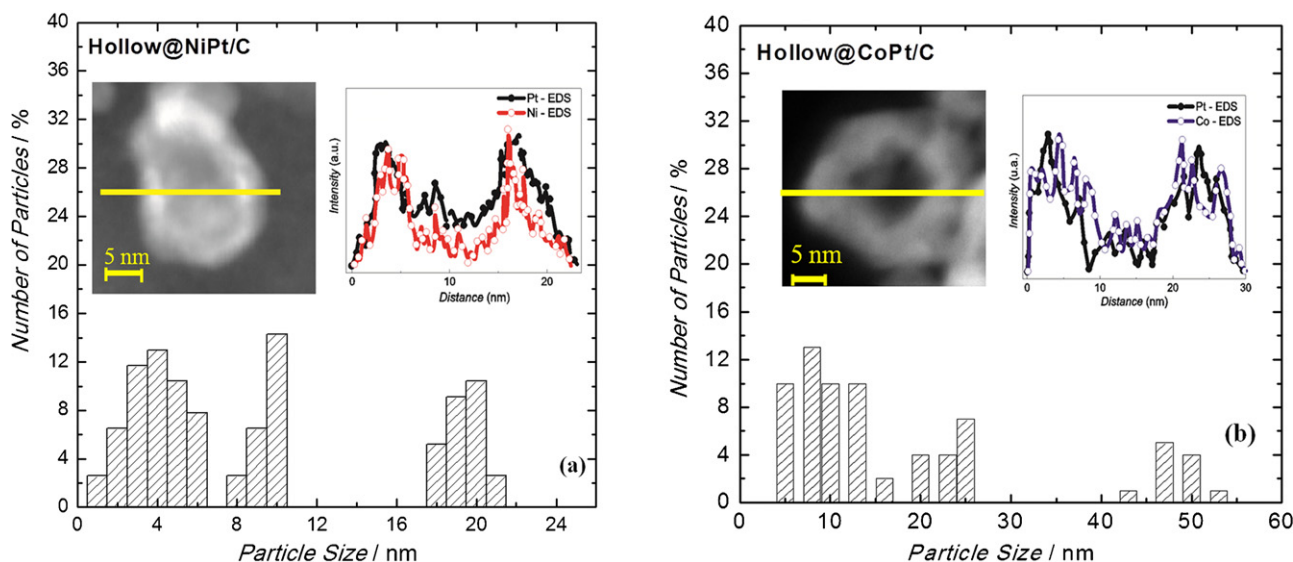 Hollow@NiPt/C
Number of Particles / %
40
36
32
28
24
20
16
12
8
4
0
5 nm
Pt - EDS
Ni - EDS
Intensity (a.u.)
0 10 20
Distance (nm)
(a)
0 4 8 12 16 20 24
Particle Size / nm
Hollow@CoPt/C
Number of Particles / %
40
36
32
28
24
20
16
12
8
4
0
5 nm
Pt - EDS
Co - EDS
Intensity (a.u.)
0 10 20 30
Distance (nm)
(b)
0 10 20 30 40 50 60
Particle Size / nm